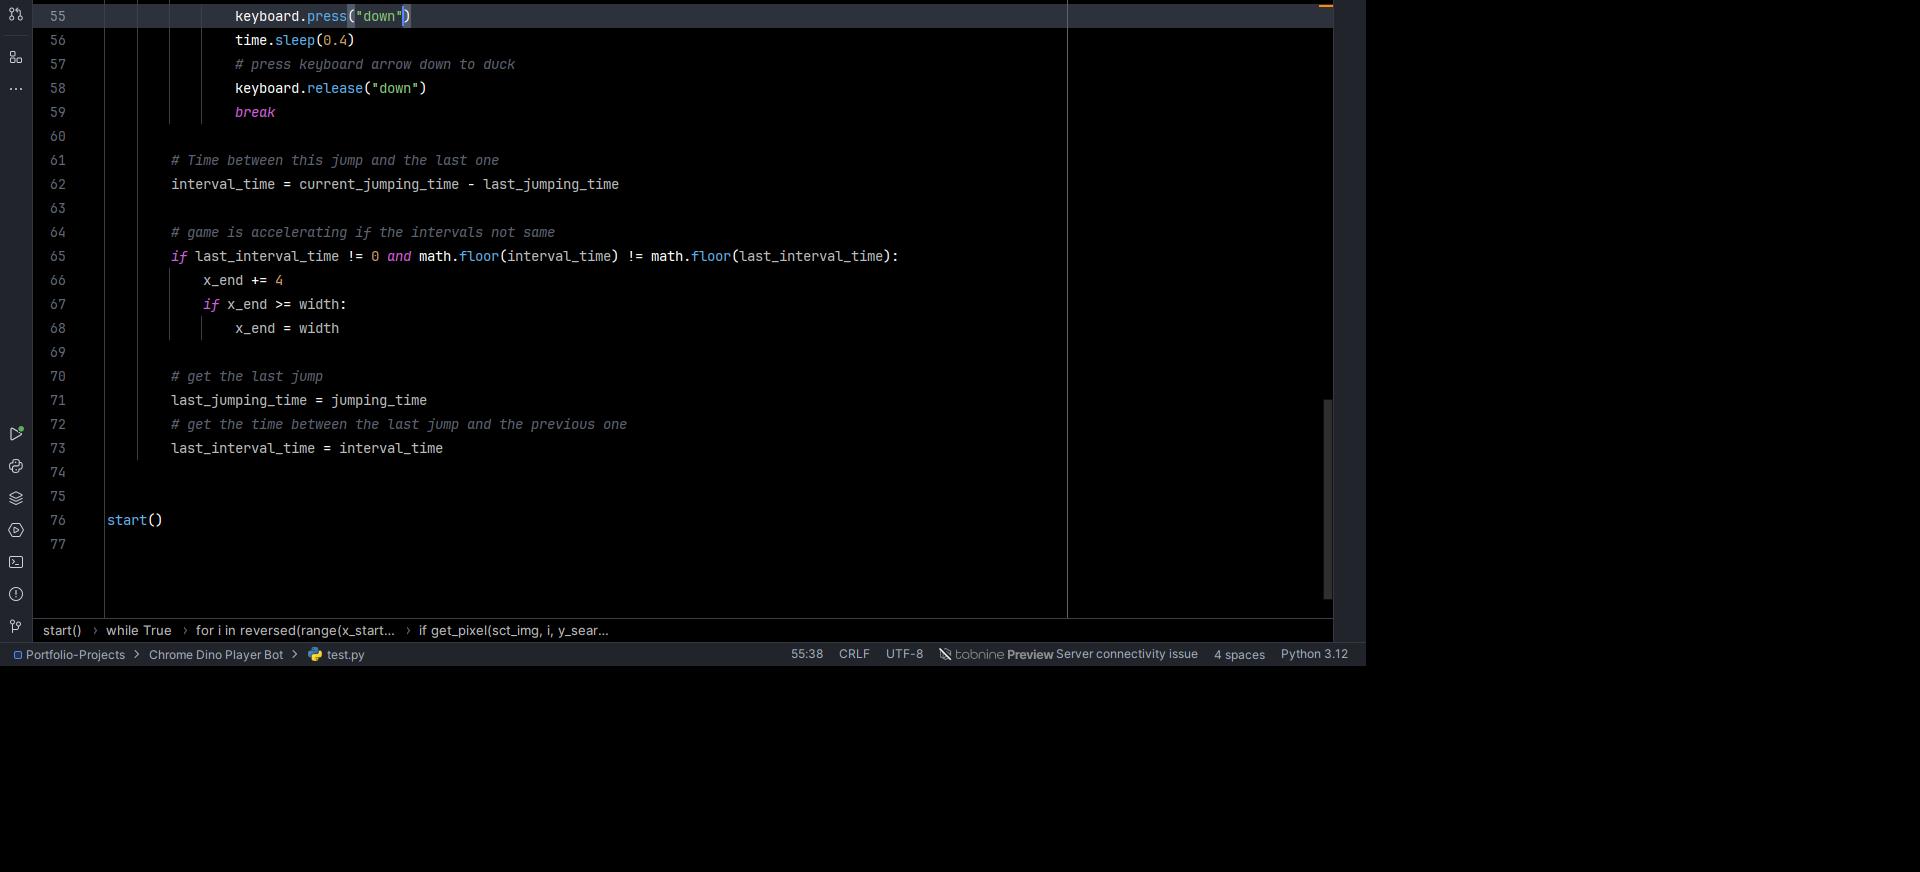 55 keyboard.press("down")
56 time.sleep(0.4)
57 # press keyboard arrow down to duck
58 keyboard.release("down")
59 break
60
61 # Time between this jump and the last one
62 interval_time = current_jumping_time - last_jumping_time
63
64 # game is accelerating if the intervals not same
65 if last_interval_time != 0 and math.floor(interval_time) != math.floor(last_interval_time):
66 x_end += 4
67 if x_end >= width:
68 x_end = width
69
70 # get the last jump
71 last_jumping_time = jumping_time
72 # get the time between the last jump and the previous one
73 last_interval_time = interval_time
74
75
76 start()
77
start() › while True › for i in reversed(range(x_start... › if get_pixel(sct_img, i, y_sear...
Portfolio-Projects > Chrome Dino Player Bot > test.py 55:38 CRLF UTF-8 tabnine Preview Server connectivity issue 4 spaces Python 3.12